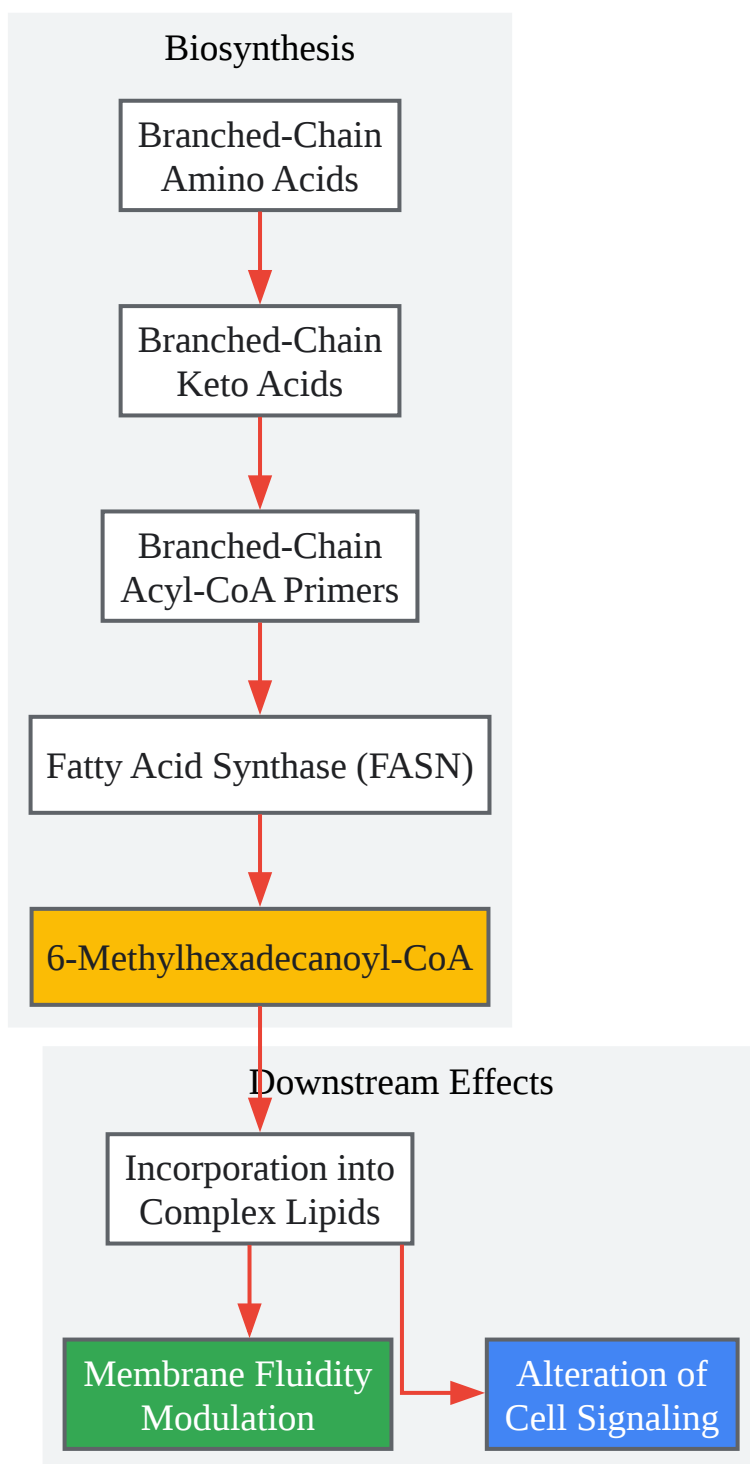 Biosynthesis
Branched-Chain
Amino Acids
Branched-Chain
Keto Acids
Branched-Chain
Acyl-CoA Primers
Fatty Acid Synthase (FASN)
6-Methylhexadecanoyl-CoA
Downstream Effects
Incorporation into
Complex Lipids
Membrane Fluidity
Modulation
Alteration of
Cell Signaling